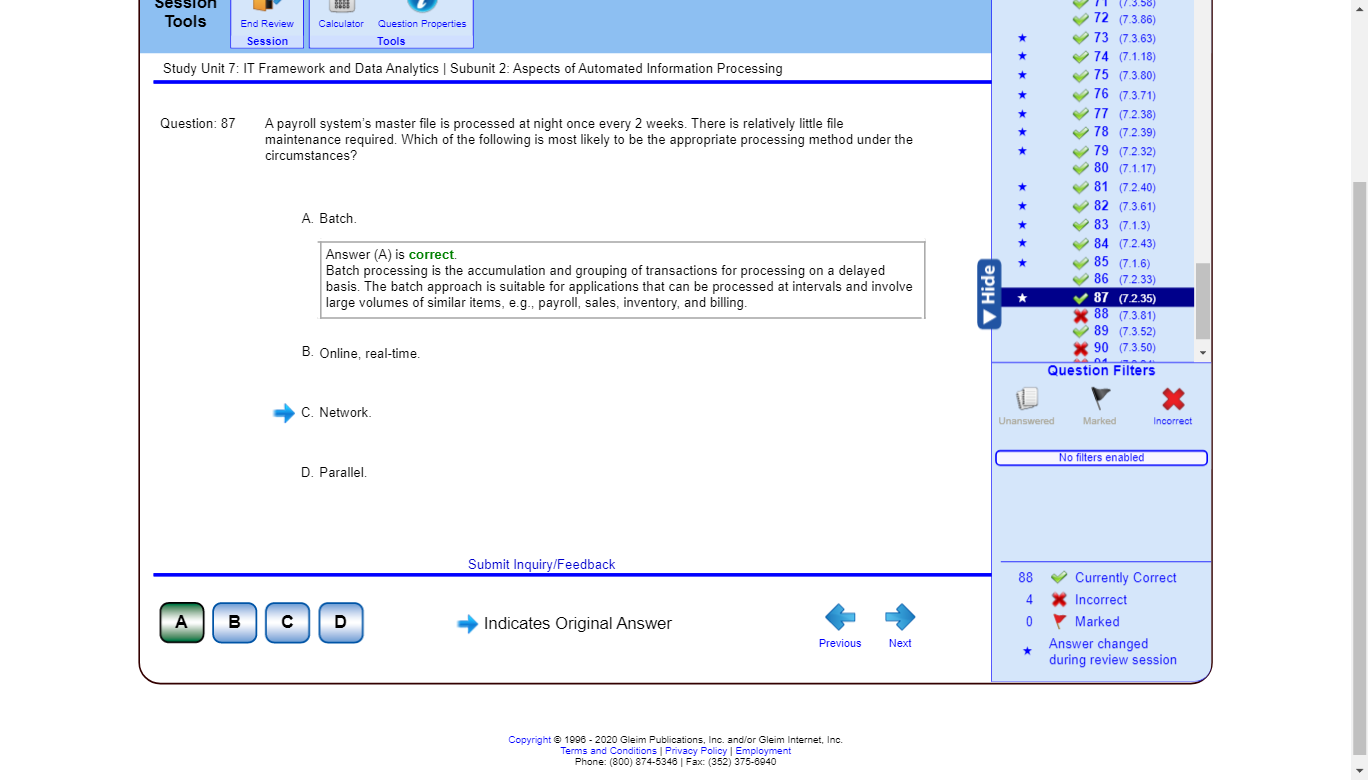 Session
Tools
End Review
Session
Calculator
Question Properties
Tools
Study Unit 7: IT Framework and Data Analytics | Subunit 2: Aspects of Automated Information Processing
Question: 87
A payroll system's master file is processed at night once every 2 weeks. There is relatively little file
maintenance required. Which of the following is most likely to be the appropriate processing method under the
circumstances?
A. Batch.
Answer (A) is correct.
Batch processing is the accumulation and grouping of transactions for processing on a delayed
basis. The batch approach is suitable for applications that can be processed at intervals and involve
large volumes of similar items, e.g., payroll, sales, inventory, and billing.
B. Online, real-time.
C. Network.
D. Parallel.
Submit Inquiry/Feedback
A
B
C
D
Indicates Original Answer
Previous
Next
71 (7.3.58)
72 (7.3.86)
73 (7.3.63)
74 (7.1.18)
75 (7.3.80)
76 (7.3.71)
77 (7.2.38)
78 (7.2.39)
79 (7.2.32)
80 (7.1.17)
81 (7.2.40)
82 (7.3.61)
83 (7.1.3)
84 (7.2.43)
85 (7.1.6)
86 (7.2.33)
87 (7.2.35)
88 (7.3.81)
89 (7.3.52)
90 (7.3.50)
Hide
Question Filters
Unanswered
Marked
Incorrect
No filters enabled
88 Currently Correct
4 Incorrect
0 Marked
Answer changed
during review session
Copyright © 1996 - 2020 Gleim Publications, Inc. and/or Gleim Internet, Inc.
Terms and Conditions | Privacy Policy | Employment
Phone: (800) 874-5346 | Fax: (352) 375-6940